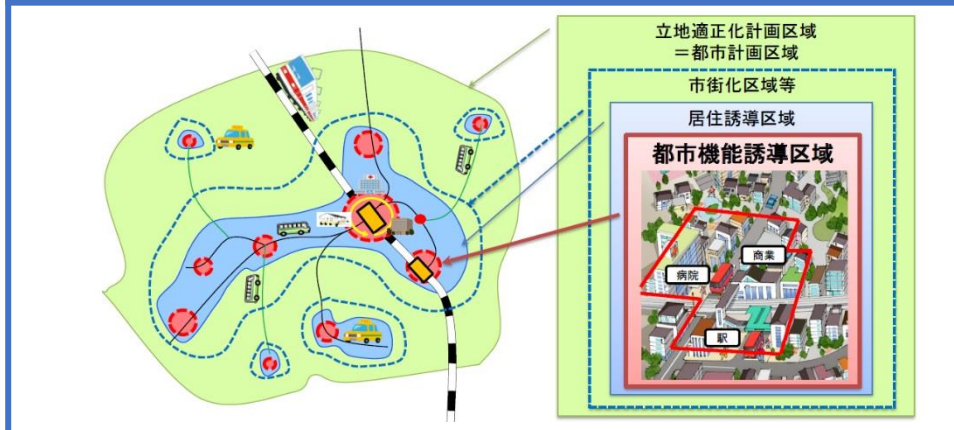 立地適正化計画区域
＝都市計画区域
市街化区域等
居住誘導区域
都市機能誘導区域
商業
病院
駅